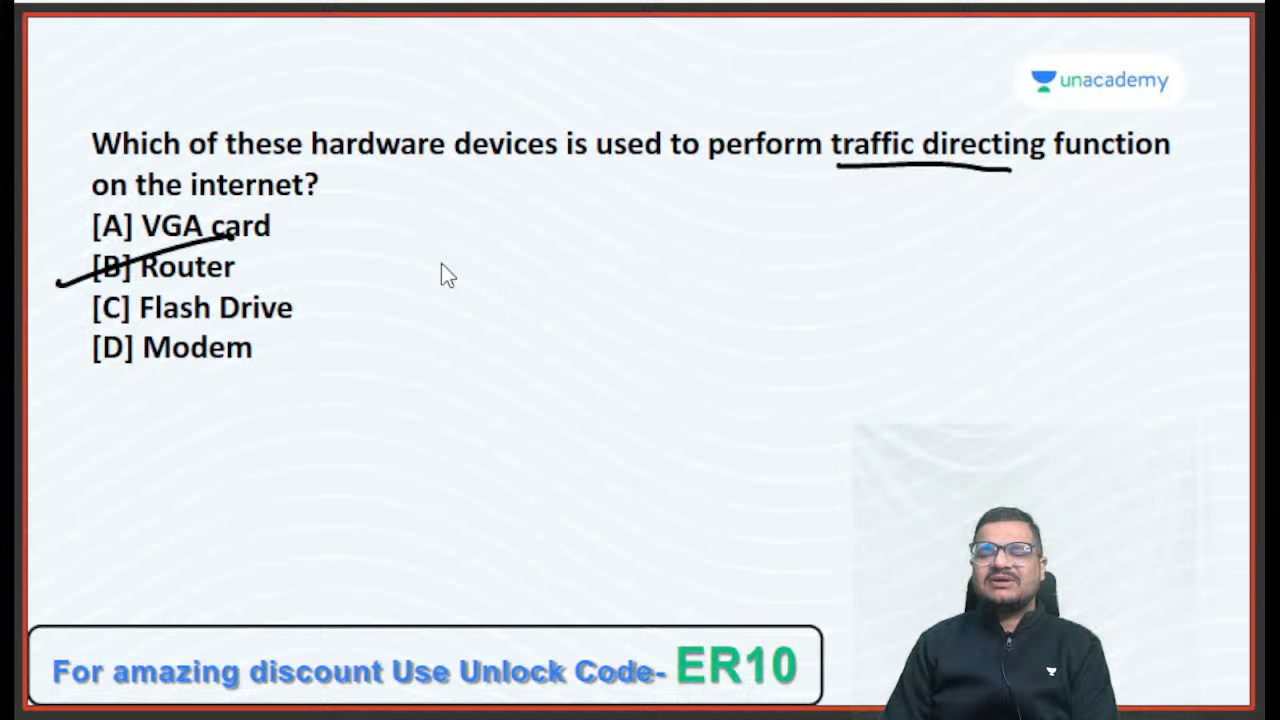 unacademy
Which of these hardware devices is used to perform traffic directing function
on the internet?
[A] VGA card
[B] Router
[C] Flash Drive
[D] Modem
For amazing discount Use Unlock Code- ER10